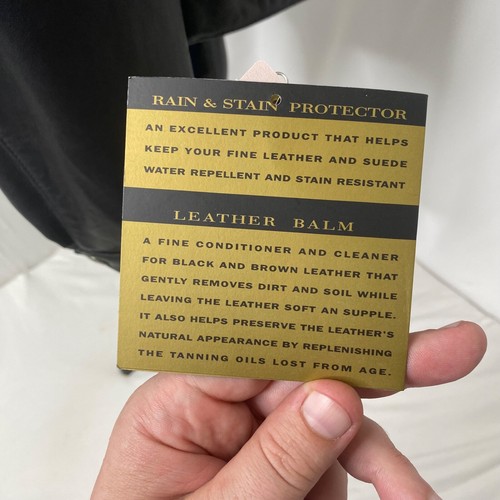 RAIN & STAIN PROTECTOR
AN EXCELLENT PRODUCT THAT HELPS
KEEP YOUR FINE LEATHER AND SUEDE
WATER REPELLENT AND STAIN RESISTANT
LEATHER BALM
A FINE CONDITIONER AND CLEANER
FOR BLACK AND BROWN LEATHER THAT
GENTLY REMOVES DIRT AND SOIL WHILE
LEAVING THE LEATHER SOFT AN SUPPLE.
IT ALSO HELPS PRESERVE THE LEATHER'S
NATURAL APPEARANCE BY REPLENISHING
THE TANNING OILS LOST FROM AGE.